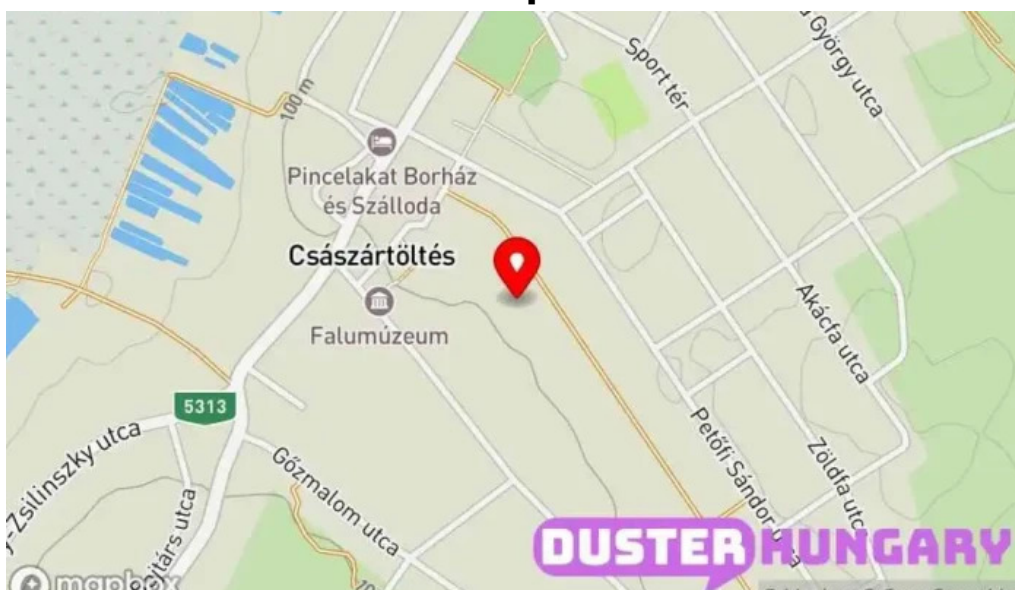 György utca
Sport tér
100 m
Pincelakat Borház
és Szálloda
Császártöltés
Falumúzeum
Akácfa utca
5313
Petőfi Sándor
Zöldfa utca
Gőzmalom utca
Zsilinszky utca
utca
DUSTER HUNGARY
mapbox